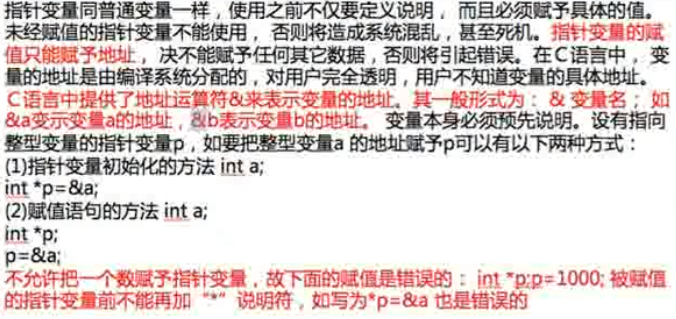 指针变量同普通变量一样，使用之前不仅要定义说明， 而且必须赋予具体的值。
未经赋值的指针变量不能使用， 否则将造成系统混乱，甚至死机。指针变量的赋
值只能赋予地址， 决不能赋予任何其它数据，否则将引起错误。在C语言中， 变
量的地址是由编译系统分配的，对用户完全透明，用户不知道变量的具体地址。
C语言中提供了地址运算符&来表示变量的地址。其一般形式为： & 变量名； 如
&a变示变量a的地址，&b表示变量b的地址。 变量本身必须预先说明。设有指向
整型变量的指针变量p，如要把整型变量a 的地址赋予p可以有以下两种方式：
(1)指针变量初始化的方法 int a;
int *p=&a;
(2)赋值语句的方法 int a;
int *p;
p=&a;
不允许把一个数赋予指针变量，故下面的赋值是错误的： int *p;p=1000; 被赋值
的指针变量前不能再加“*”说明符，如写为*p=&a 也是错误的